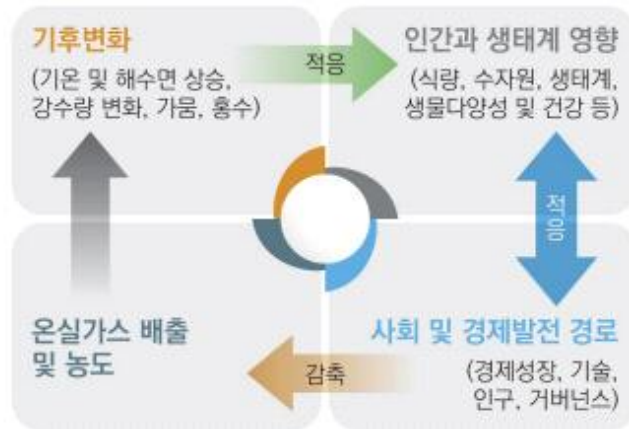 기후변화
(기온 및 해수면 상승,
강수량 변화, 가뭄, 홍수)
적응
인간과 생태계 영향
(식량, 수자원, 생태계,
생물다양성 및 건강 등)
적응
온실가스 배출
및 농도
감축
사회 및 경제발전 경로
(경제성장, 기술,
인구, 거버넌스)